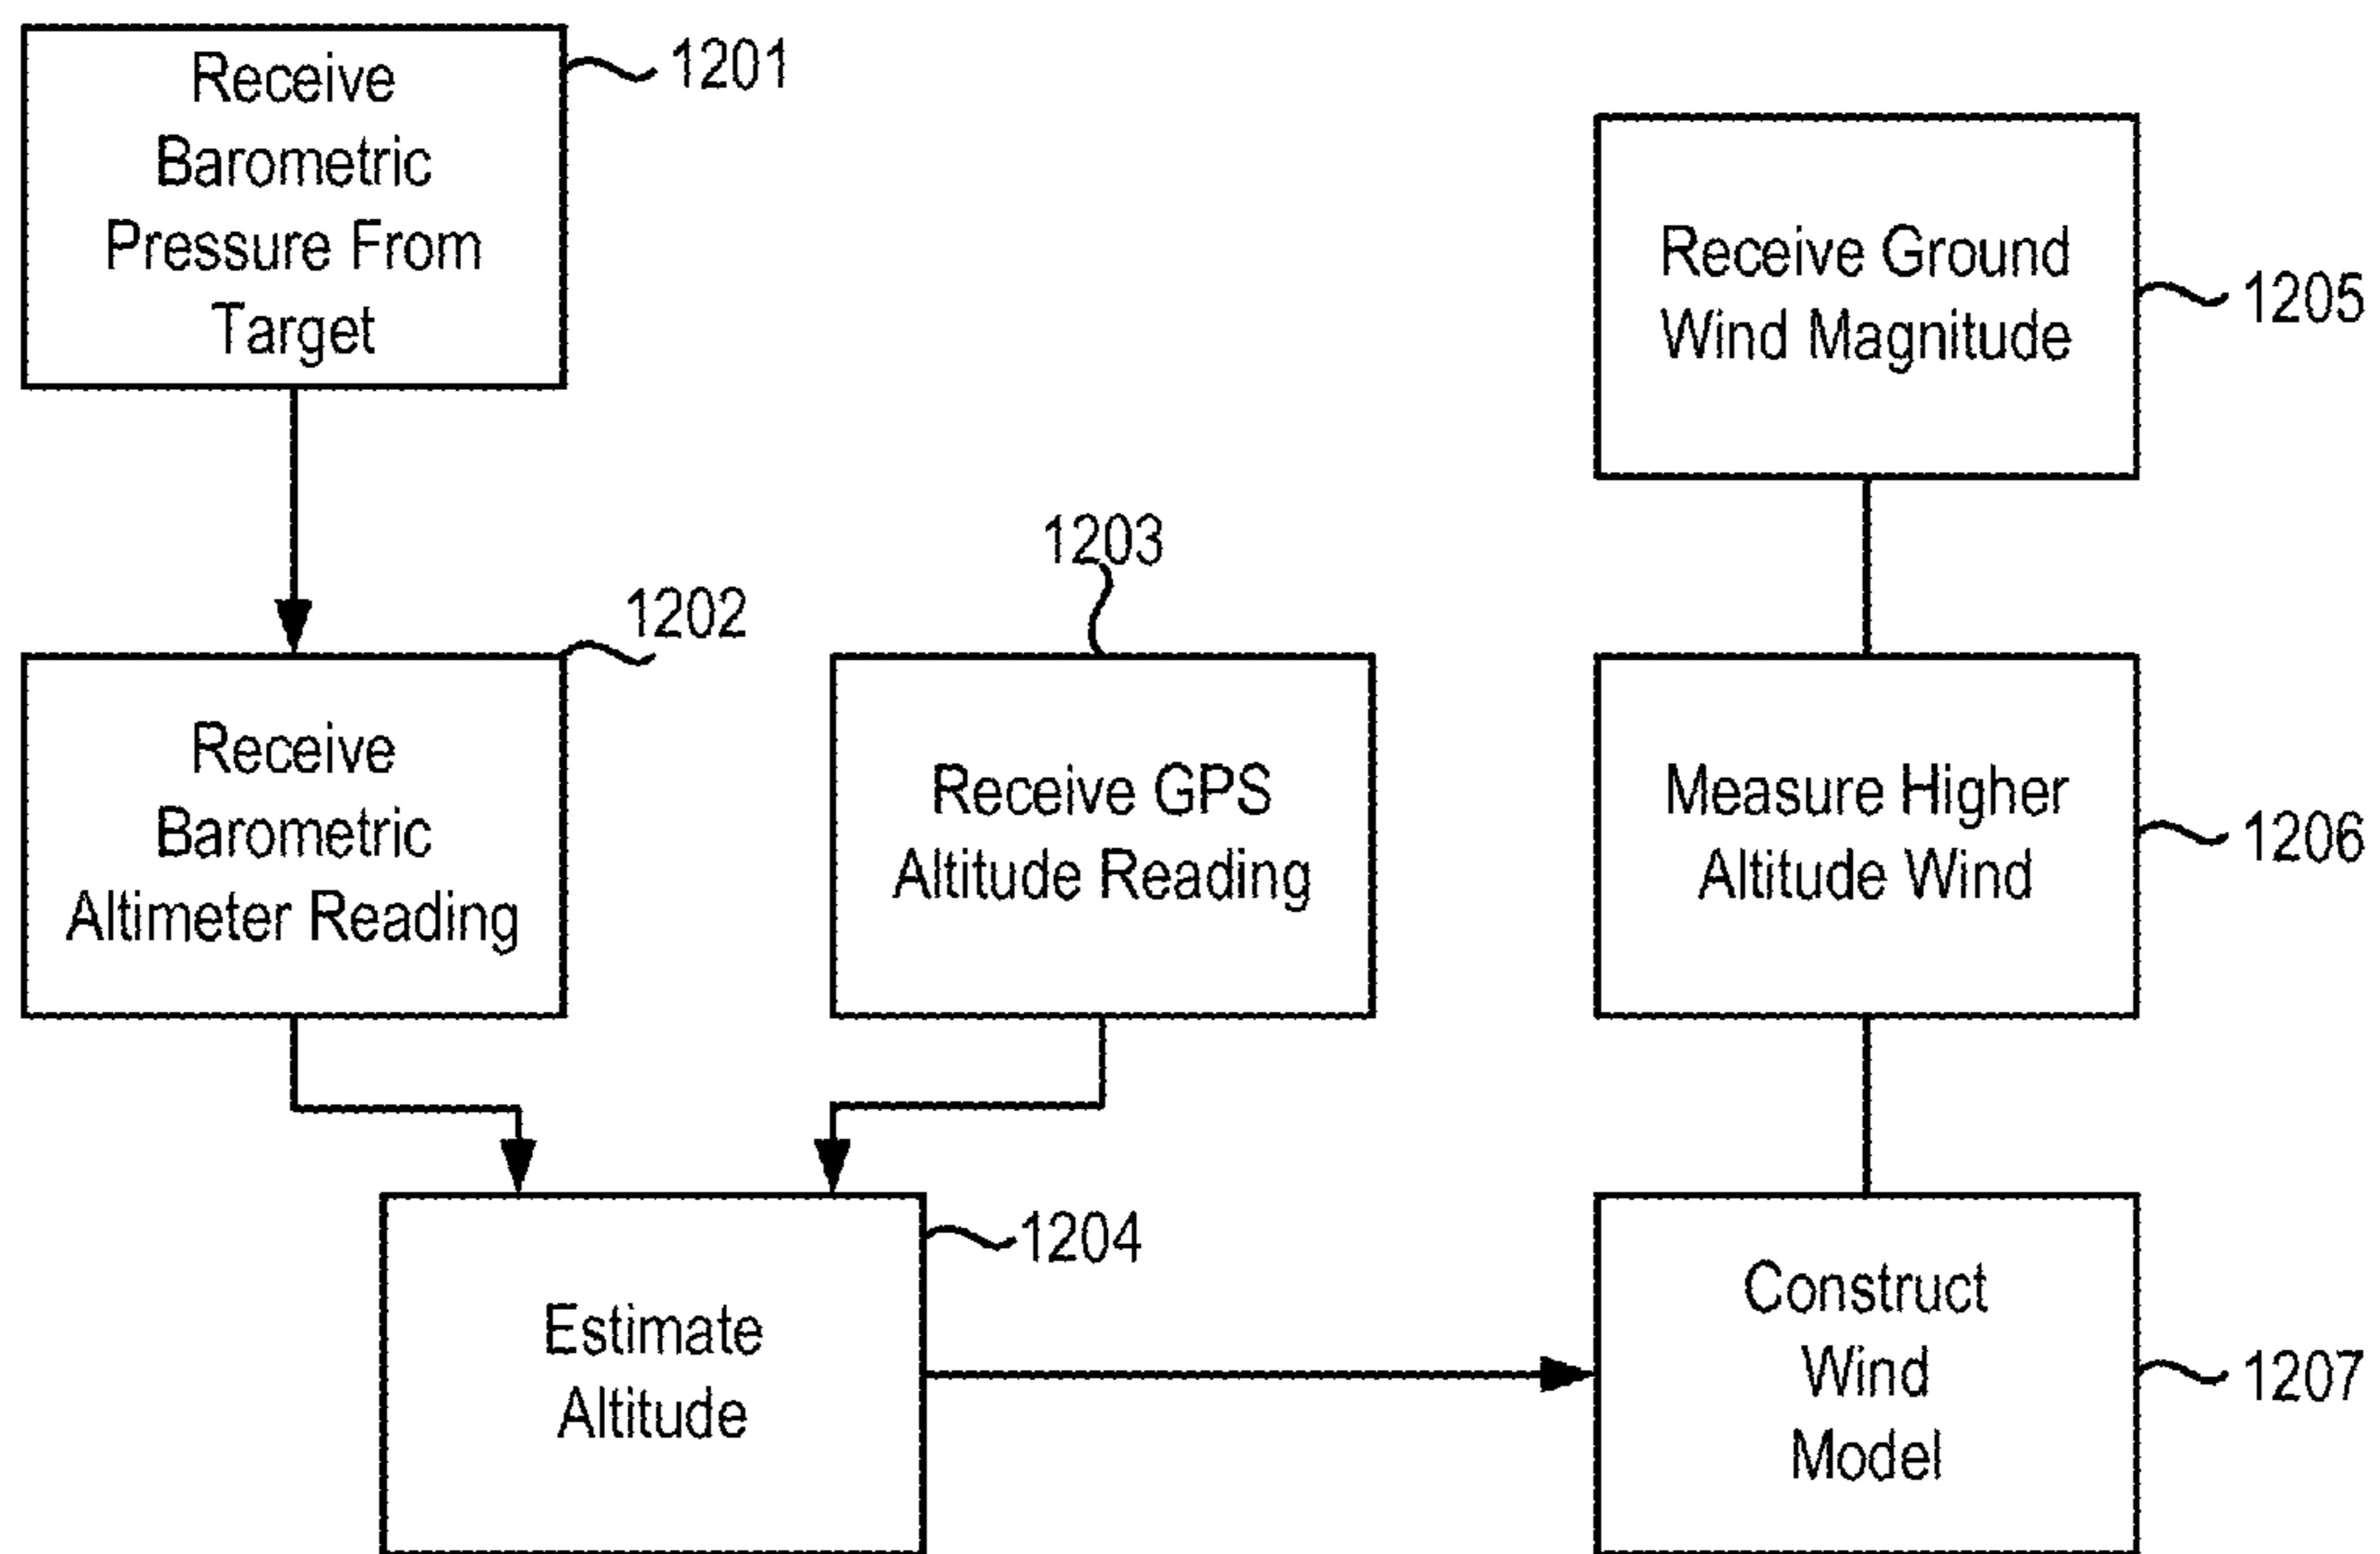 Receive
Barometric
Pressure From
Target
1201
Receive Ground
Wind Magnitude
1205
Receive
Barometric
Altimeter Reading
1202
Receive GPS
Altitude Reading
1203
Measure Higher
Altitude Wind
1206
Estimate
Altitude
1204
Construct
Wind
Model
1207